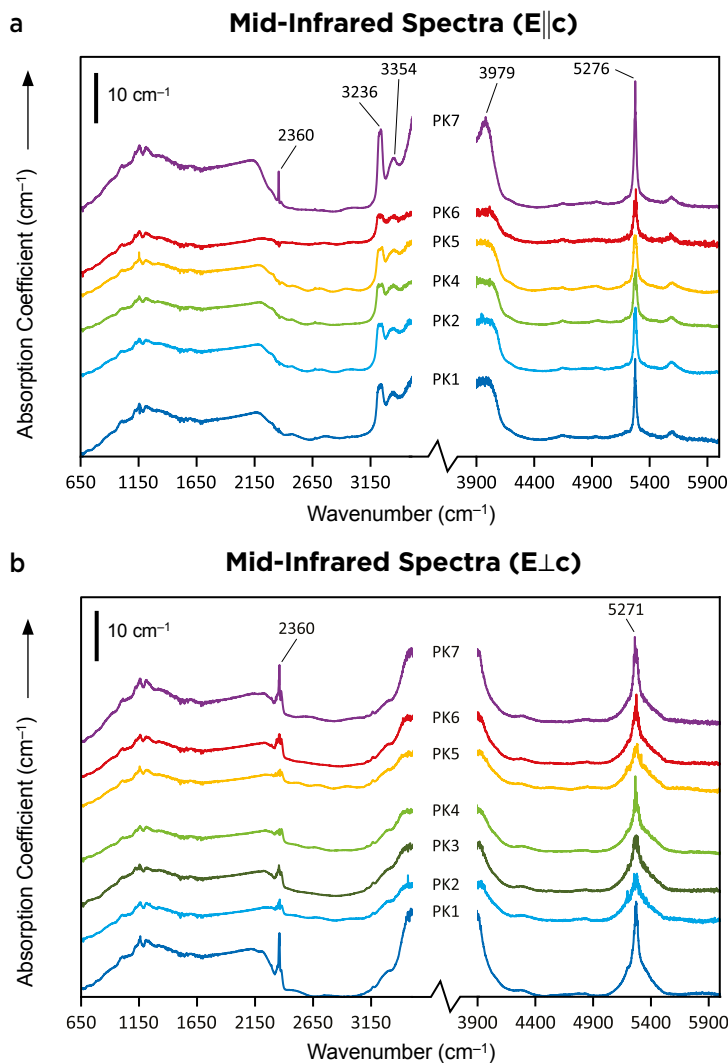 a
Mid-Infrared Spectra (E||c)
10 cm⁻¹
2360
3236
3354
3979
5276
PK7
PK6
PK5
PK4
PK2
PK1
Absorption Coefficient (cm⁻¹)
650 1150 1650 2150 2650 3150 3900 4400 4900 5400 5900
Wavenumber (cm⁻¹)
b
Mid-Infrared Spectra (E⊥c)
10 cm⁻¹
2360
5271
PK7
PK6
PK5
PK4
PK3
PK2
PK1
Absorption Coefficient (cm⁻¹)
650 1150 1650 2150 2650 3150 3900 4400 4900 5400 5900
Wavenumber (cm⁻¹)